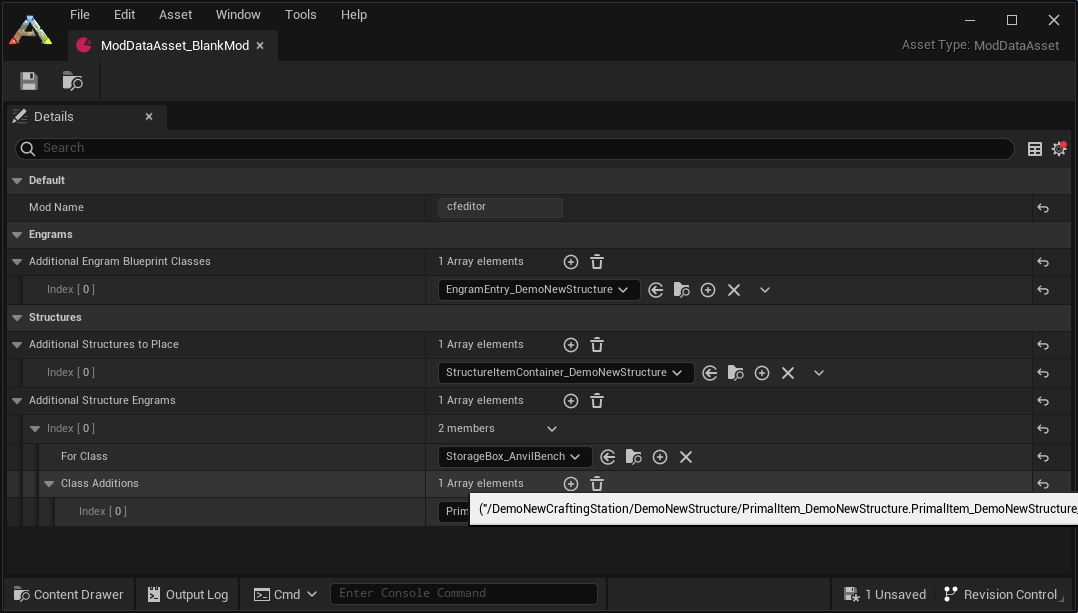 File Edit Asset Window Tools Help
ModDataAsset_BlankMod
Asset Type: ModDataAsset
Details
Search
Default
Mod Name cfeditor
Engrams
Additional Engram Blueprint Classes 1 Array elements
Index [ 0 ] EngramEntry_DemoNewStructure
Structures
Additional Structures to Place 1 Array elements
Index [ 0 ] StructureItemContainer_DemoNewStructure
Additional Structure Engrams 1 Array elements
Index [ 0 ] 2 members
For Class StorageBox_AnvilBench
Class Additions 1 Array elements
("/DemoNewCraftingStation/DemoNewStructure/PrimalItem_DemoNewStructure.PrimalItem_DemoNewStructure
Index [ 0 ] Prim
Content Drawer Output Log Cmd Enter Console Command 1 Unsaved Revision Control